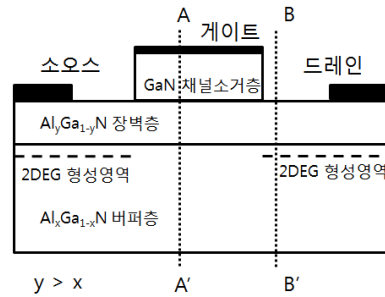 A B
게이트
소오스 드레인
GaN 채널소거층
AlyGa1-yN 장벽층
2DEG 형성영역 2DEG 형성영역
AlxGa1-xN 버퍼층
y > x A' B'